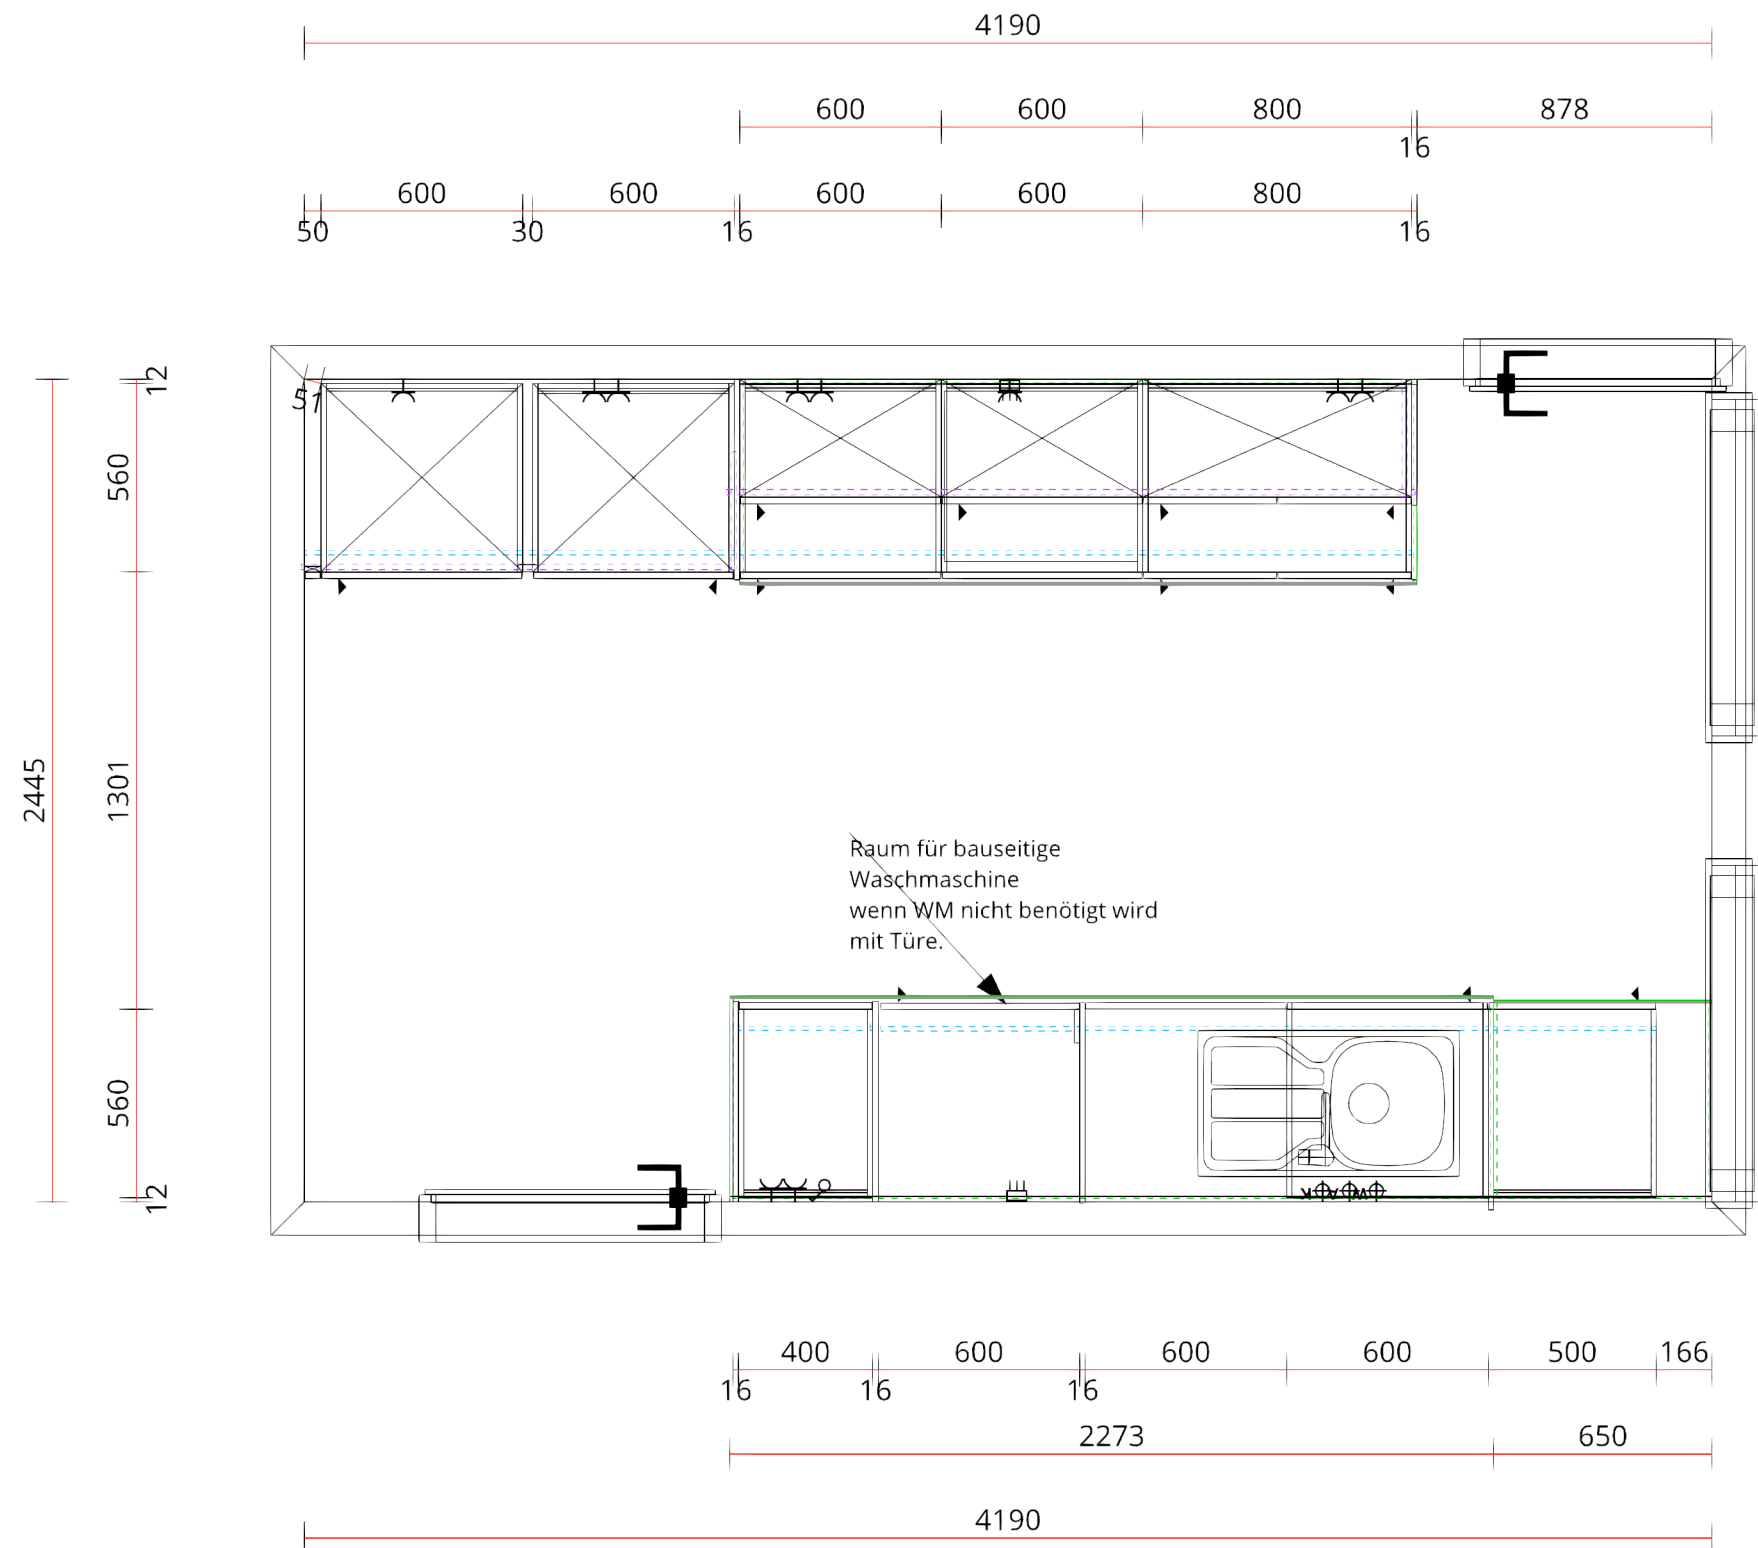 4190
600 600 800 878
16
600 600 600 600 800
50 30 16 16
12
51
560
2445
1301
Raum für bauseitige
Waschmaschine
wenn WM nicht benötigt wird
mit Türe.
560
12
400 600 600 600 500 166
16 16 16
2273 650
4190